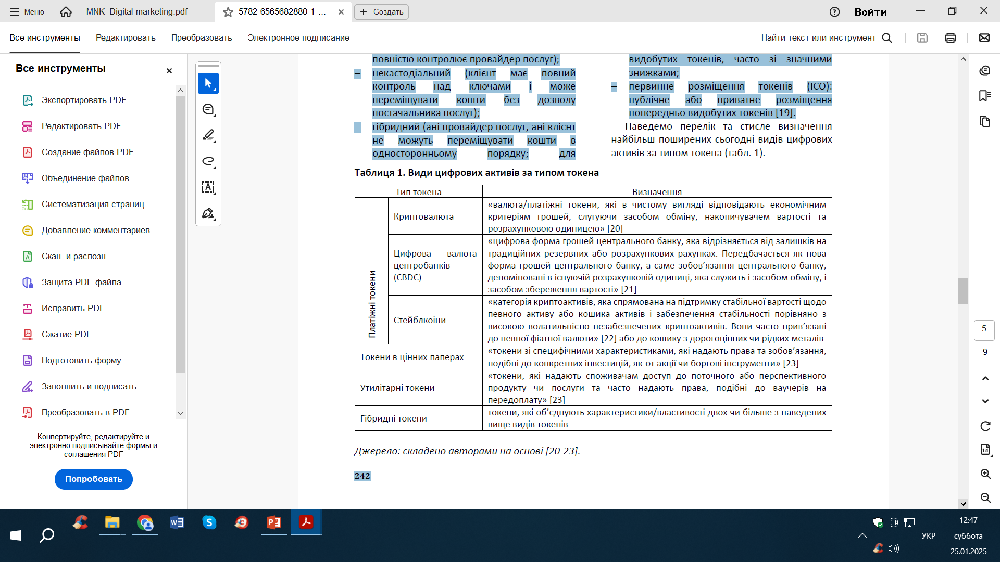 Меню
MNK_Digital-marketing.pdf
5782-6565682880-1-...
Создать
Войти
Все инструменты
Редактировать
Преобразовать
Электронное подписание
Найти текст или инструмент
Все инструменты
Экспортировать PDF
Редактировать PDF
Создание файлов PDF
Объединение файлов
Систематизация страниц
Добавление комментариев
Скан. и распозн.
Защита PDF-файла
Исправить PDF
Сжатие PDF
Подготовить форму
Заполнить и подписать
Преобразовать в PDF
Конвертируйте, редактируйте и
электронно подписывайте формы и
соглашения PDF
Попробовать
повністю контролює провайдер послуг);
– некастодіальний (клієнт має повний
контроль над ключами і може
переміщувати кошти без дозволу
постачальника послуг);
– гібридний (ані провайдер послуг, ані клієнт
не можуть переміщувати кошти в
односторонньому порядку; для
видобутих токенів, часто зі значними
знижками;
– первинне розміщення токенів (ICO):
публічне або приватне розміщення
попередньо видобутих токенів [19].
Наведемо перелік та стисле визначення
найбільш поширених сьогодні видів цифрових
активів за типом токена (табл. 1).
Таблиця 1. Види цифрових активів за типом токена
Тип токена
Визначення
Платіжні токени
Криптовалюта
«валюта/платіжні токени, які в чистому вигляді відповідають економічним
критеріям грошей, слугуючи засобом обміну, накопичувачем вартості та
розрахунковою одиницею» [20]
Цифрова валюта
центробанків
(CBDC)
«цифрова форма грошей центрального банку, яка відрізняється від залишків на
традиційних резервних або розрахункових рахунках. Передбачається як нова
форма грошей центрального банку, а саме зобов’язання центрального банку,
деноміновані в існуючій розрахунковій одиниці, яка служить і засобом обміну, і
засобом збереження вартості» [21]
Стейблкоіни
«категорія криптоактивів, яка спрямована на підтримку стабільної вартості щодо
певного активу або кошика активів і забезпечення стабільності порівняно з
високою волатильністю незабезпечених криптоактивів. Вони часто прив’язані
до певної фіатної валюти» [22] або до кошику з дорогоцінних чи рідких металів
Токени в цінних паперах
«токени зі специфічними характеристиками, які надають права та зобов’язання,
подібні до конкретних інвестицій, як-от акції чи боргові інструменти» [23]
Утилітарні токени
«токени, які надають споживачам доступ до поточного або перспективного
продукту чи послуги та часто надають права, подібні до ваучерів на
передоплату» [23]
Гібридні токени
токени, які об’єднують характеристики/властивості двох чи більше з наведених
вище видів токенів
Джерело: складено авторами на основі [20-23].
242
5
9
1:1
УКР
12:47
суббота
25.01.2025